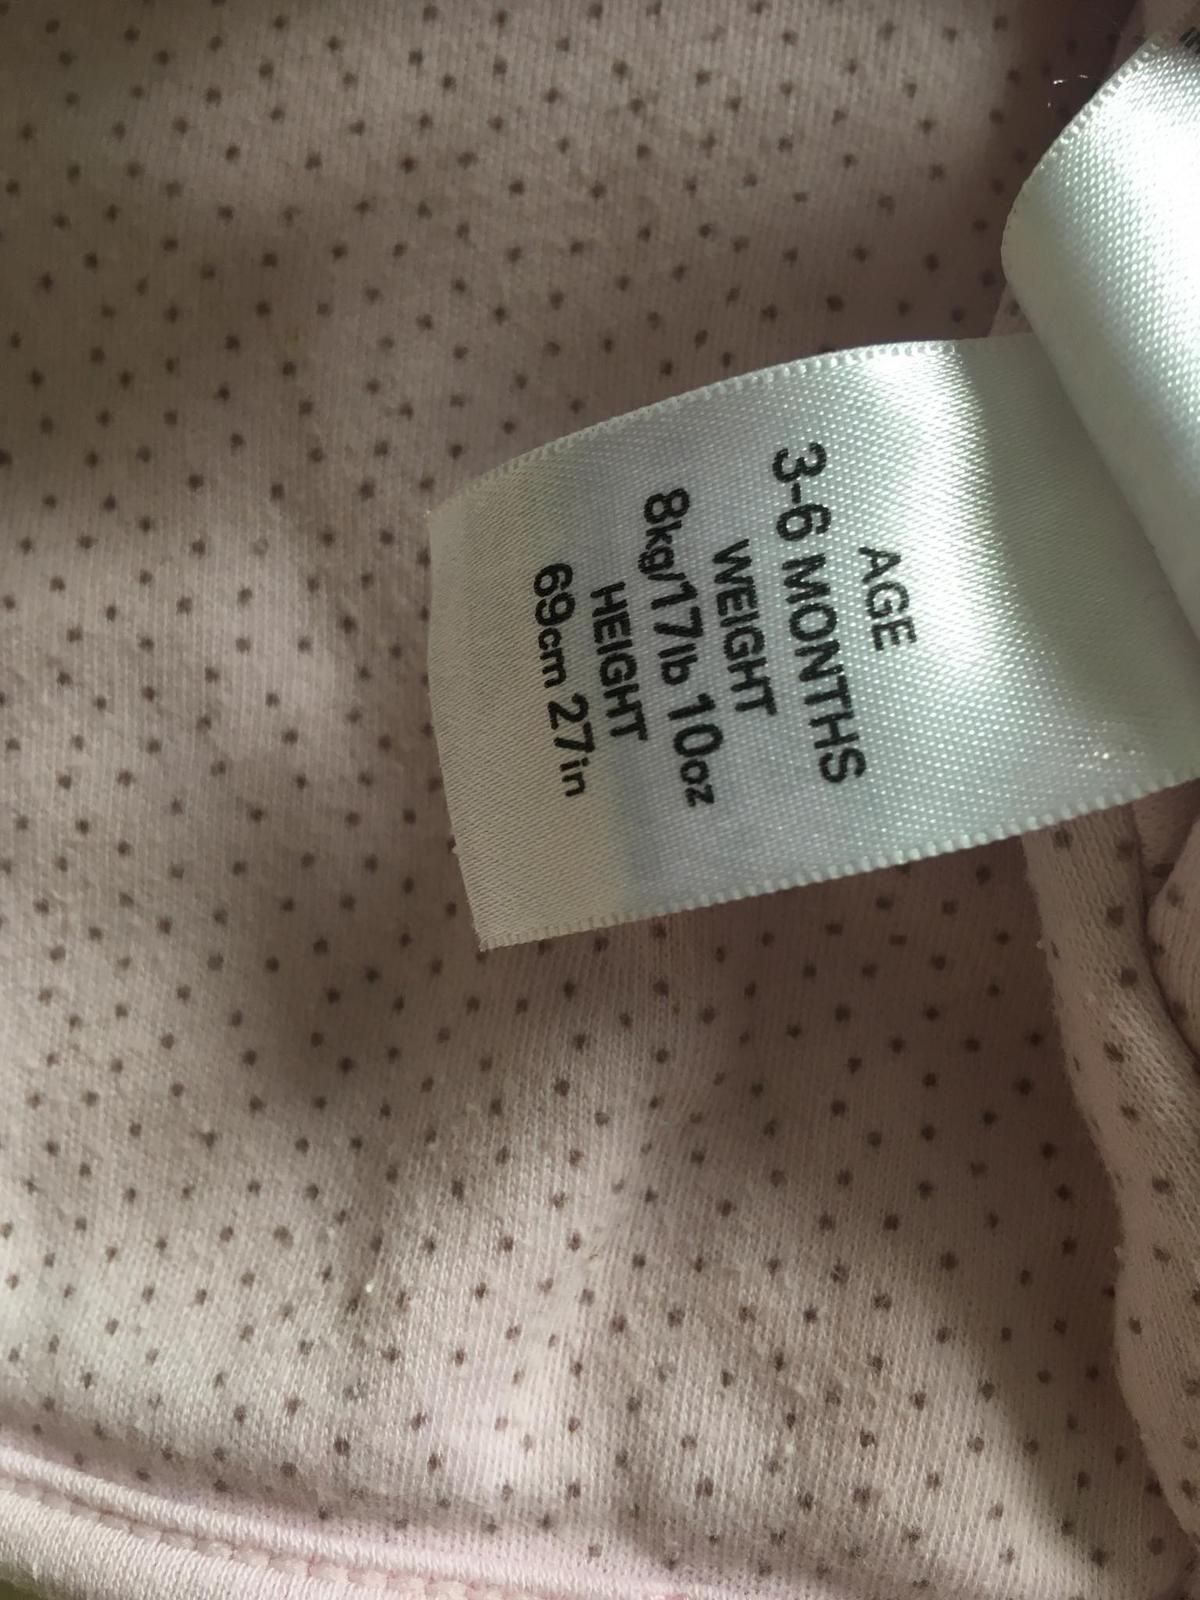 AGE
3-6 MONTHS
WEIGHT
8kg/17lb 10oz
HEIGHT
69cm 27in